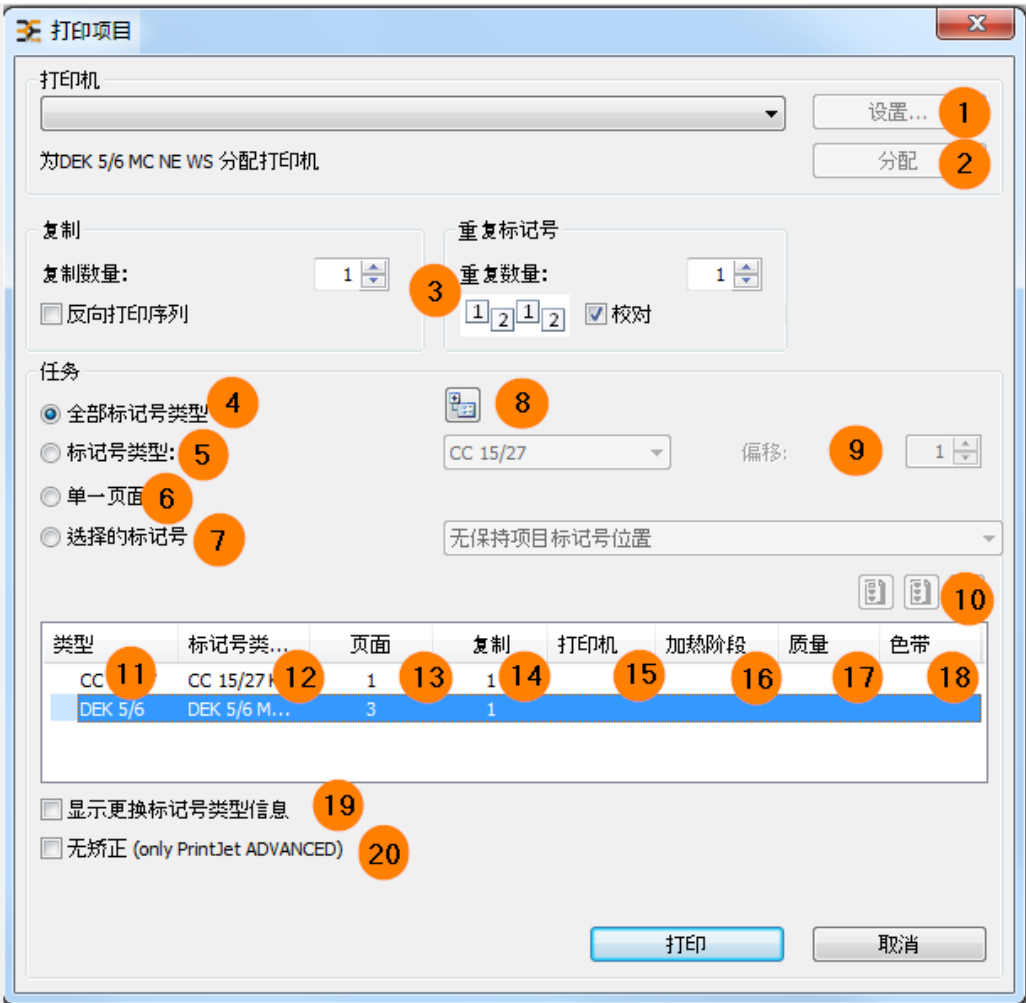 打印项目
打印机
设置... 1
为DEK 5/6 MC NE WS 分配打印机 分配 2
复制 重复标记号
复制数量: 1 3 重复数量: 1
反向打印序列 1 2 1 2 校对
任务
全部标记号类型 4 8
标记号类型: 5 CC 15/27 偏移: 9 1
单一页面 6
选择的标记号 7 无保持项目标记号位置
10
类型 标记号类... 页面 复制 打印机 加热阶段 质量 色带
CC 11 CC 15/27 12 1 13 1 14 15 16 17 18
DEK 5/6 DEK 5/6 M... 3 1
显示更换标记号类型信息 19
无矫正 (only PrintJet ADVANCED) 20
打印 取消